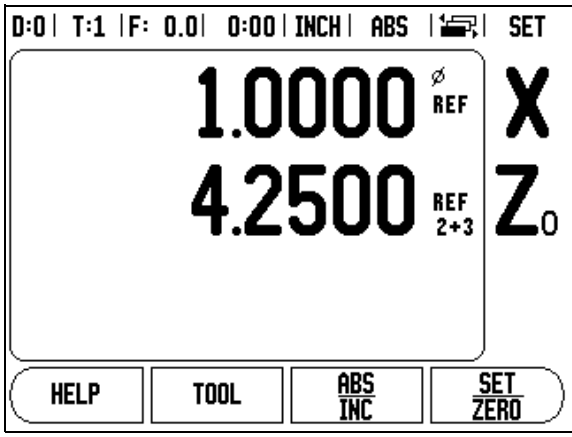 D:0 | T:1 | F: 0.0 | 0:00 | INCH | ABS | SET
1.0000 Ø REF X
4.2500 REF 2+3 Z0
HELP TOOL ABS INC SET ZERO